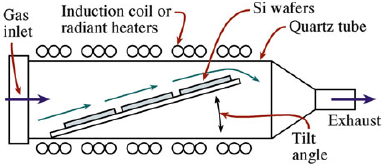 Gas
inlet
Induction coil or
radiant heaters
Si wafers
Quartz tube
Exhaust
Tilt
angle